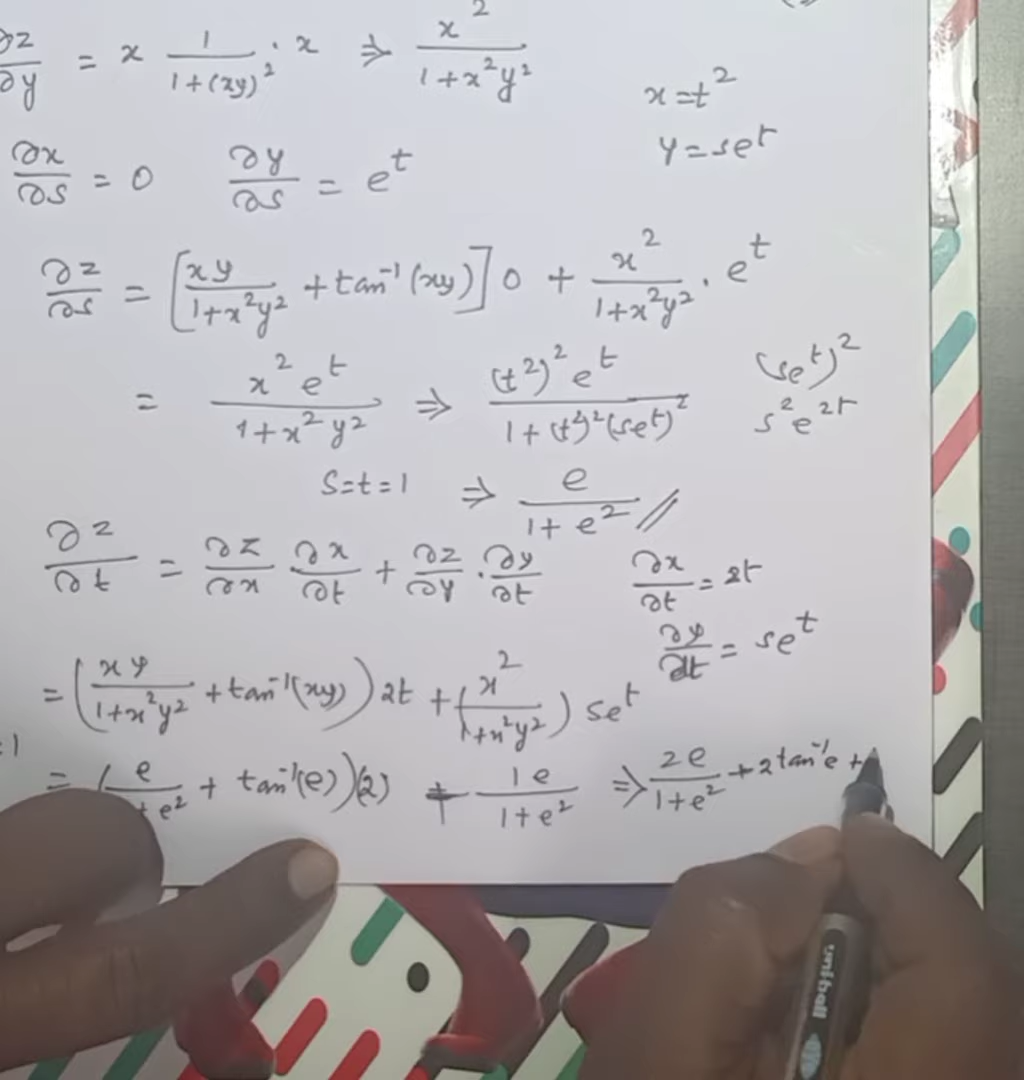 ∂z/∂y = x 1/(1+(xy)²) · x ⇒ x²/(1+x²y²)
x = t²
y = se^t
∂x/∂s = 0 ∂y/∂s = e^t
∂z/∂s = [xy/(1+x²y²) + tan⁻¹(xy)] 0 + x²/(1+x²y²) · e^t
= x² e^t/(1+x²y²) ⇒ (t²)² e^t/(1+(t²)²(se^t)²)
(se^t)²
s²e^2t
s=t=1 ⇒ e/(1+e²) //
∂z/∂t = ∂z/∂x ∂x/∂t + ∂z/∂y · ∂y/∂t
∂x/∂t = 2t
∂y/∂t = se^t
= (xy/(1+x²y²) + tan⁻¹(xy)) 2t + (x²/(1+x²y²)) se^t
= (e/(+e²) + tan⁻¹(e))(2) + 1e/(1+e²) ⇒ 2e/(1+e²) + 2tan⁻¹e +
uniball